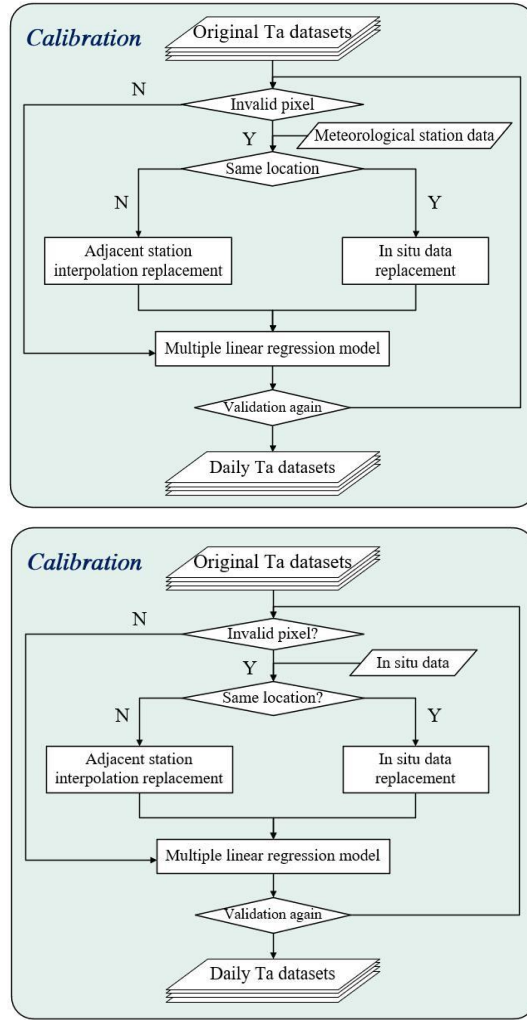 Calibration
Original Ta datasets
N
Invalid pixel
Y
Meteorological station data
Same location
N
Y
Adjacent station
interpolation replacement
In situ data
replacement
Multiple linear regression model
Validation again
Daily Ta datasets
Calibration
Original Ta datasets
N
Invalid pixel?
Y
In situ data
Same location?
N
Y
Adjacent station
interpolation replacement
In situ data
replacement
Multiple linear regression model
Validation again
Daily Ta datasets